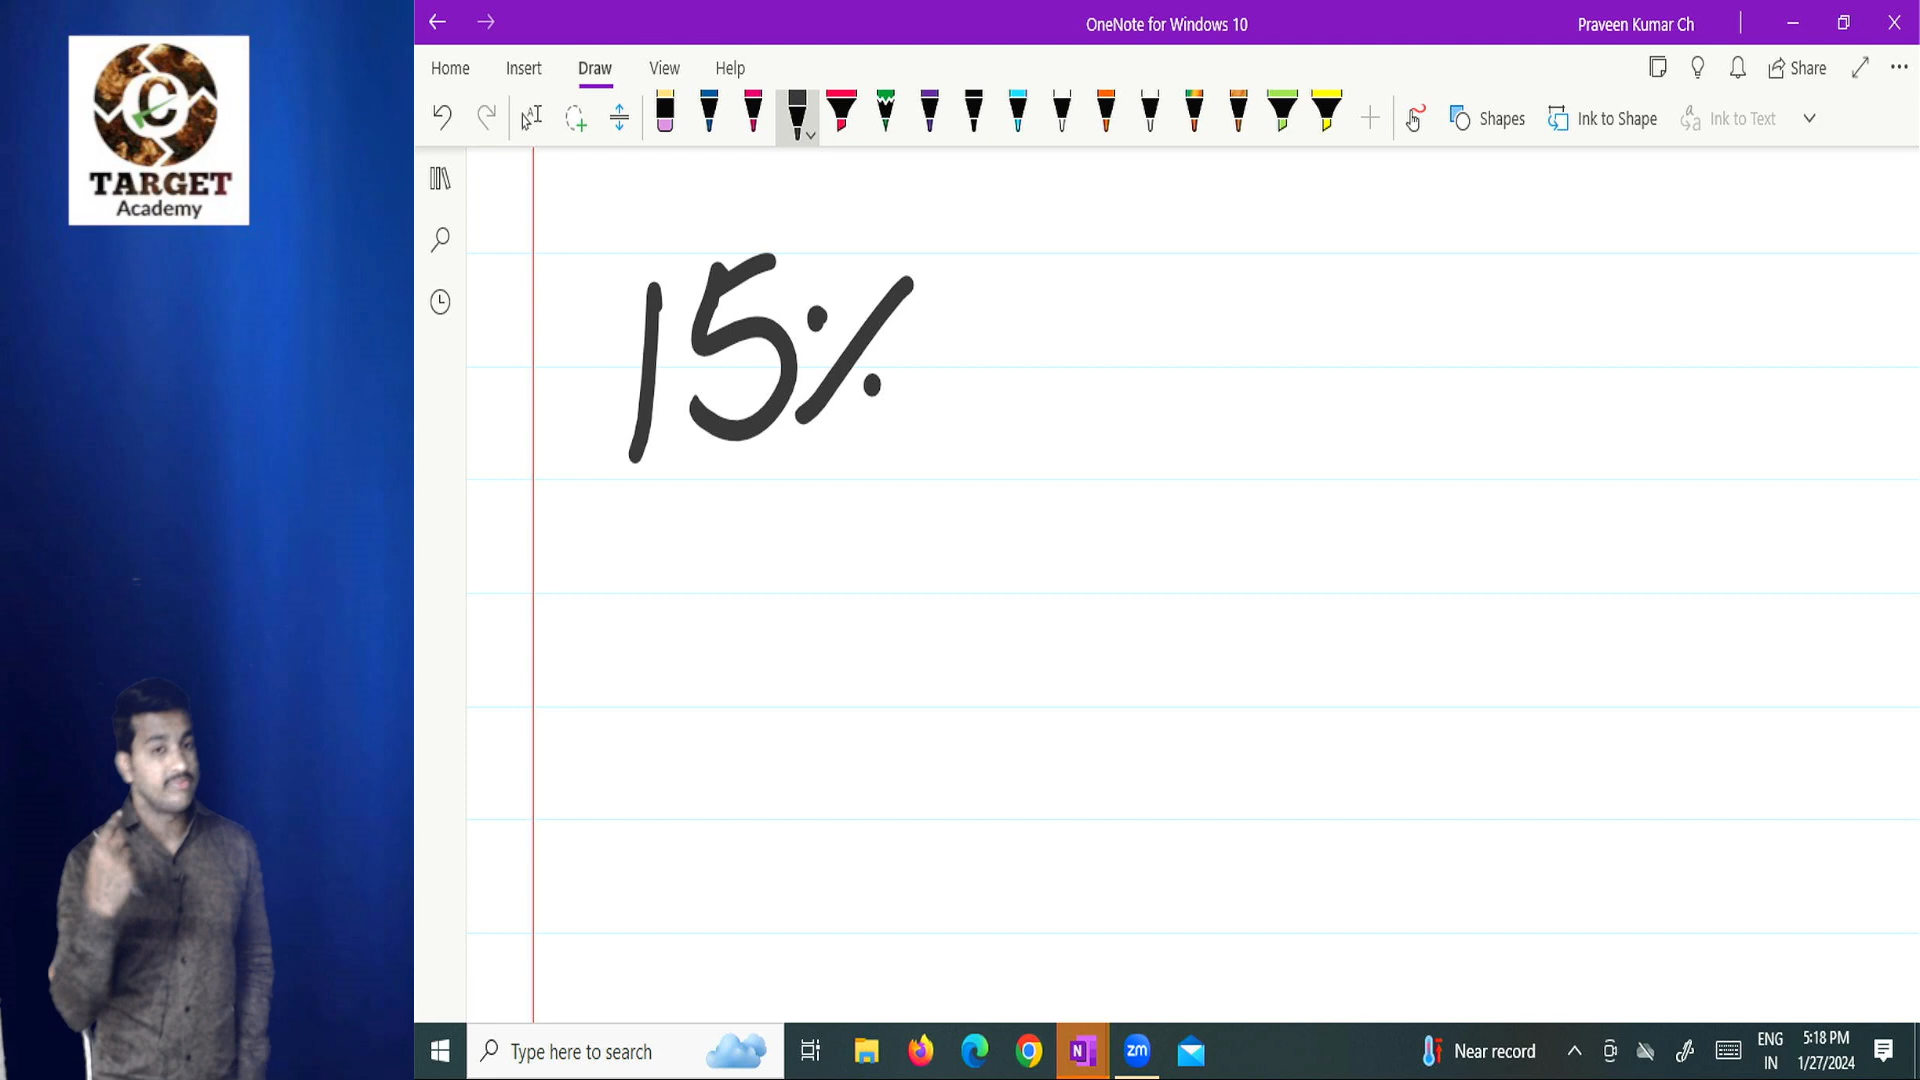 TARGET
Academy
OneNote for Windows 10
Praveen Kumar Ch
Home Insert Draw View Help
Share
Shapes
Ink to Shape
Ink to Text
15%
Type here to search
N
zm
Near record
ENG
IN
5:18 PM
1/27/2024